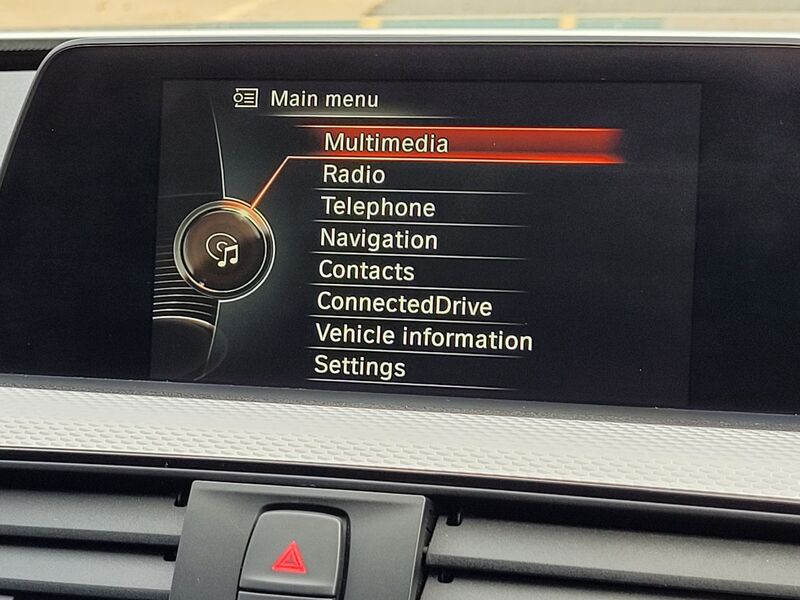 Main menu
Multimedia
Radio
Telephone
Navigation
Contacts
ConnectedDrive
Vehicle information
Settings